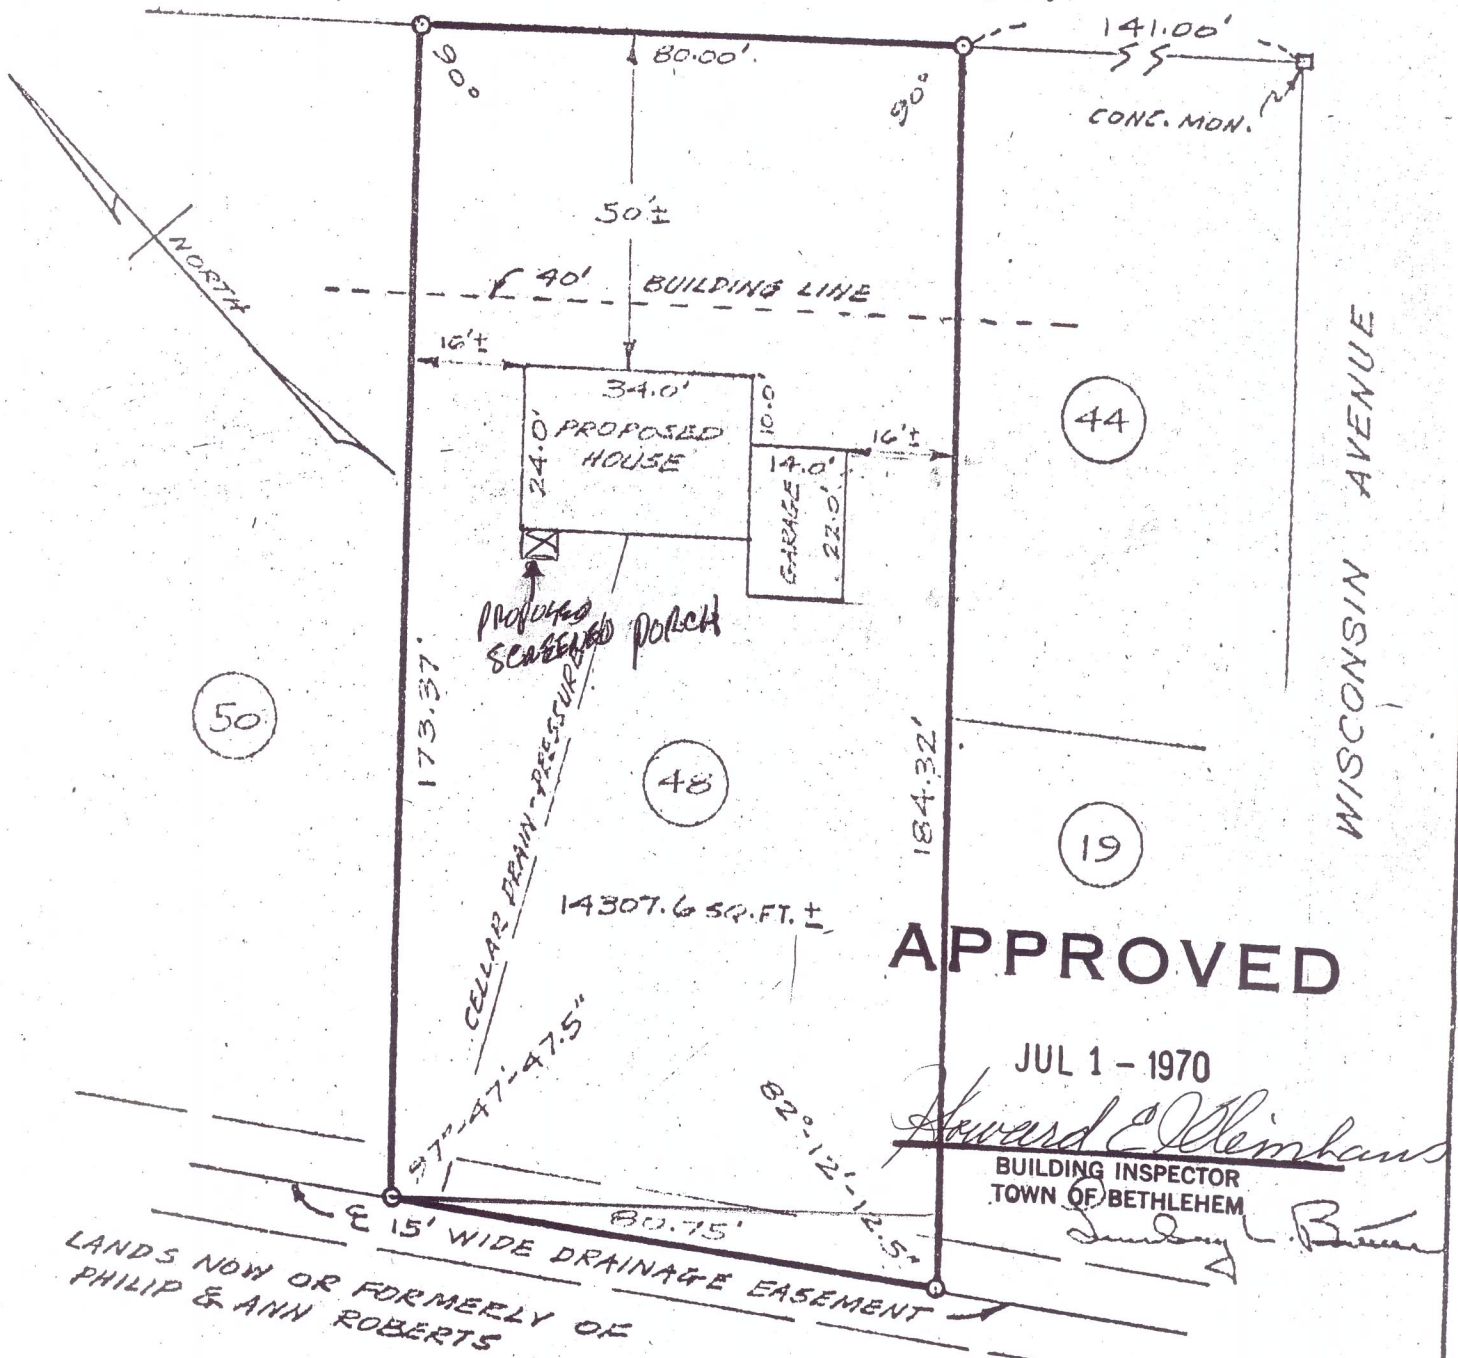 141.00'
80.00'
90°
90°
CONC. MON.
50'±
NORTH
40' BUILDING LINE
16'±
34.0'
10.0'
24.0'
PROPOSED
HOUSE
16'±
14.0'
GARAGE
22.0'
44
WISCONSIN AVENUE
PROPOSED
SCREENED PORCH
173.37'
50
CELLAR DRAIN-PRESSURE
48
184.32'
19
14307.6 SQ.FT.±
APPROVED
JUL 1 - 1970
97°-47'-47.5"
82°-12'-12.5"
Howard E Kleinhans
BUILDING INSPECTOR
TOWN OF BETHLEHEM
80.75'
℄ 15' WIDE DRAINAGE EASEMENT
LANDS NOW OR FORMERLY OF
PHILIP & ANN ROBERTS